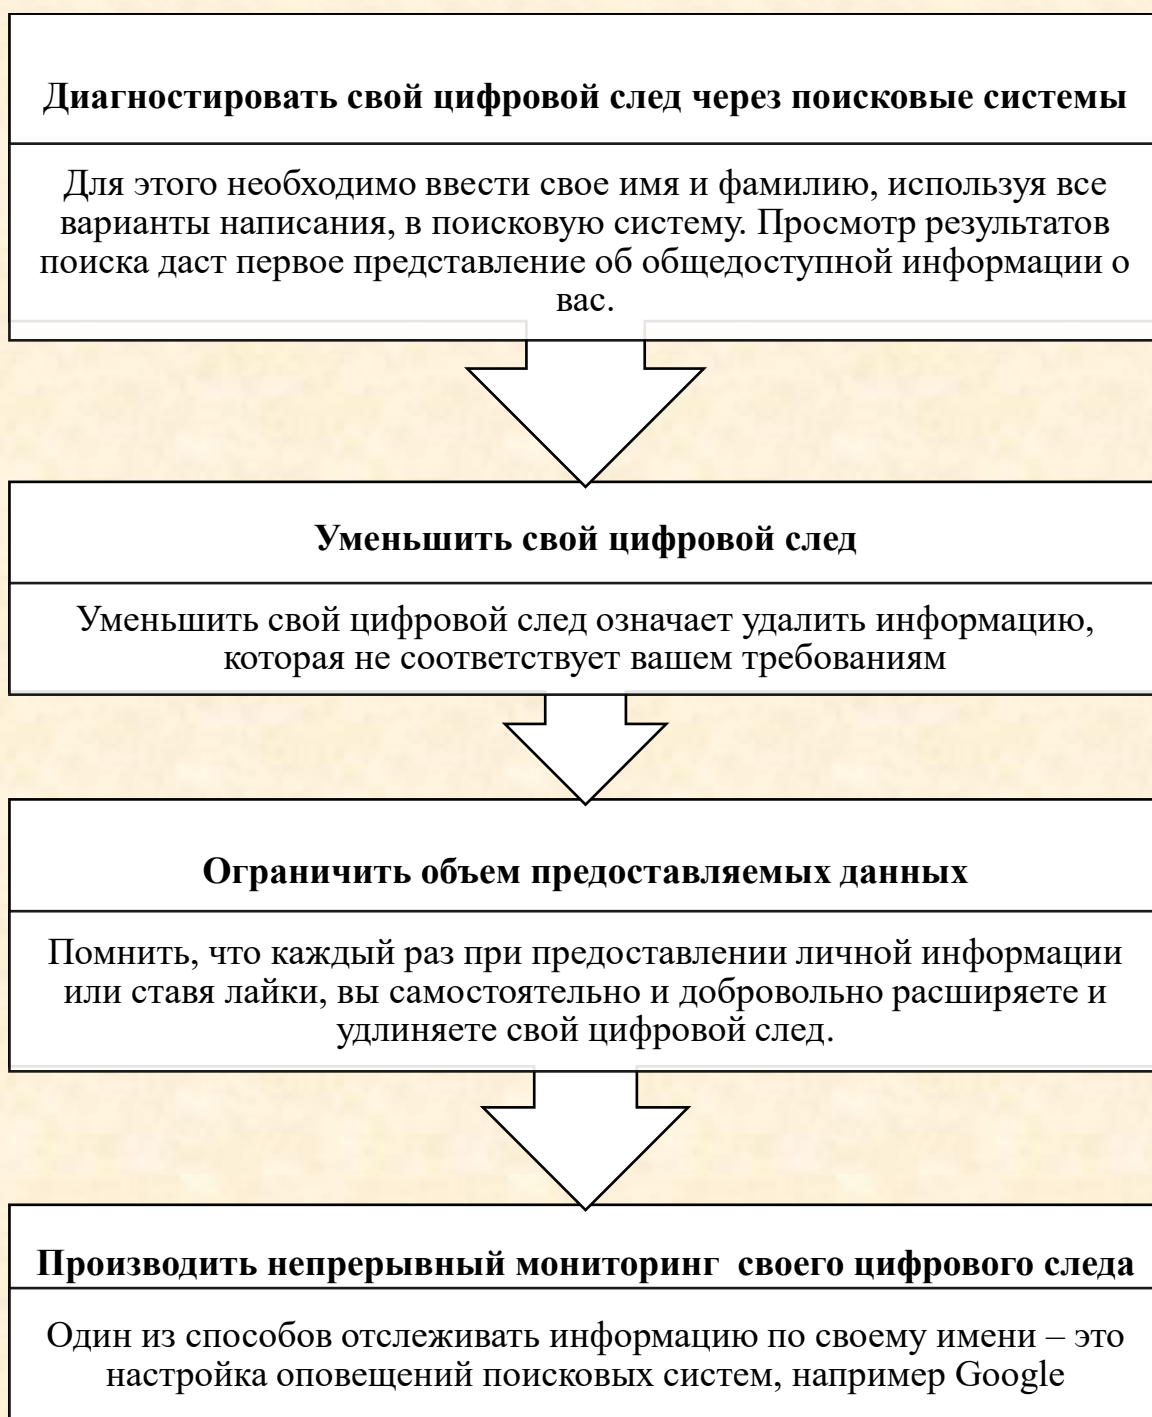 Диагностировать свой цифровой след через поисковые системы
Для этого необходимо ввести свое имя и фамилию, используя все
варианты написания, в поисковую систему. Просмотр результатов
поиска даст первое представление об общедоступной информации о
вас.
Уменьшить свой цифровой след
Уменьшить свой цифровой след означает удалить информацию,
которая не соответствует вашем требованиям
Ограничить объем предоставляемых данных
Помнить, что каждый раз при предоставлении личной информации
или ставя лайки, вы самостоятельно и добровольно расширяете и
удлиняете свой цифровой след.
Производить непрерывный мониторинг  своего цифрового следа
Один из способов отслеживать информацию по своему имени – это
настройка оповещений поисковых систем, например Google